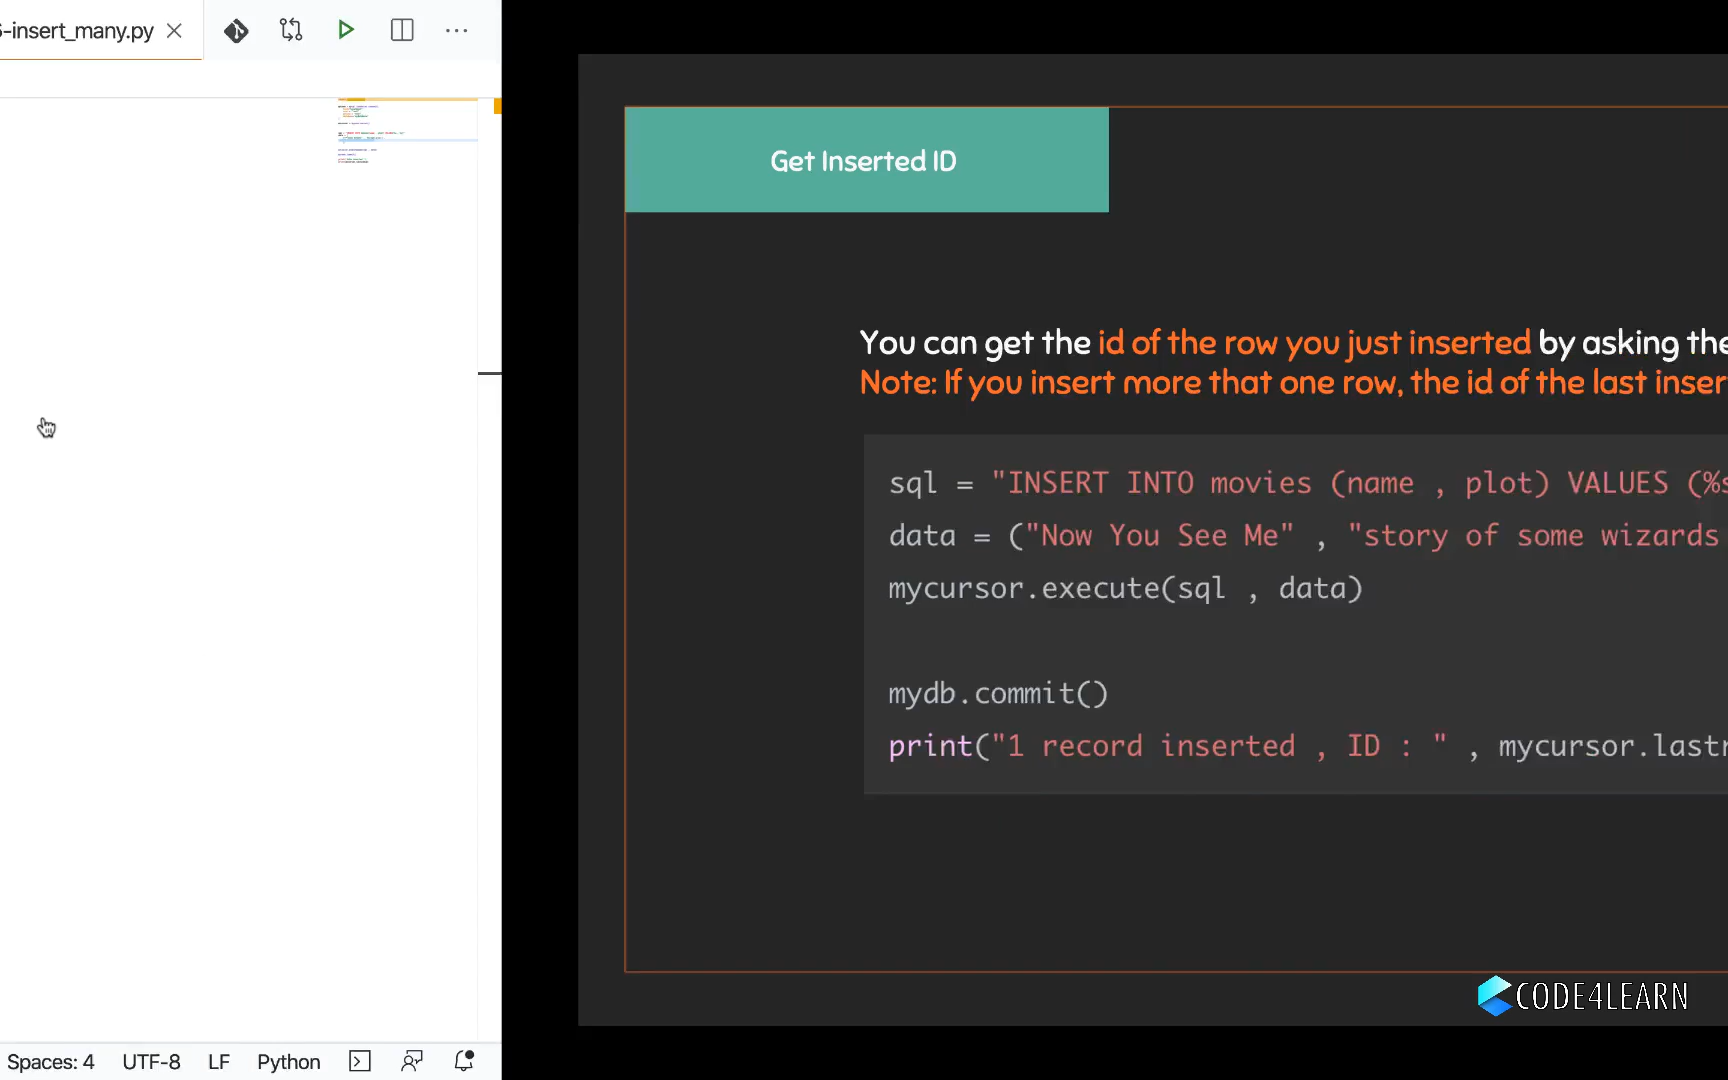 -insert_many.py
Get Inserted ID
You can get the id of the row you just inserted by asking the
Note: If you insert more that one row, the id of the last inser
sql = "INSERT INTO movies (name , plot) VALUES (%s
data = ("Now You See Me" , "story of some wizards
mycursor.execute(sql , data)
mydb.commit()
print("1 record inserted , ID : " , mycursor.lastr
CODE4LEARN
Spaces: 4 UTF-8 LF Python